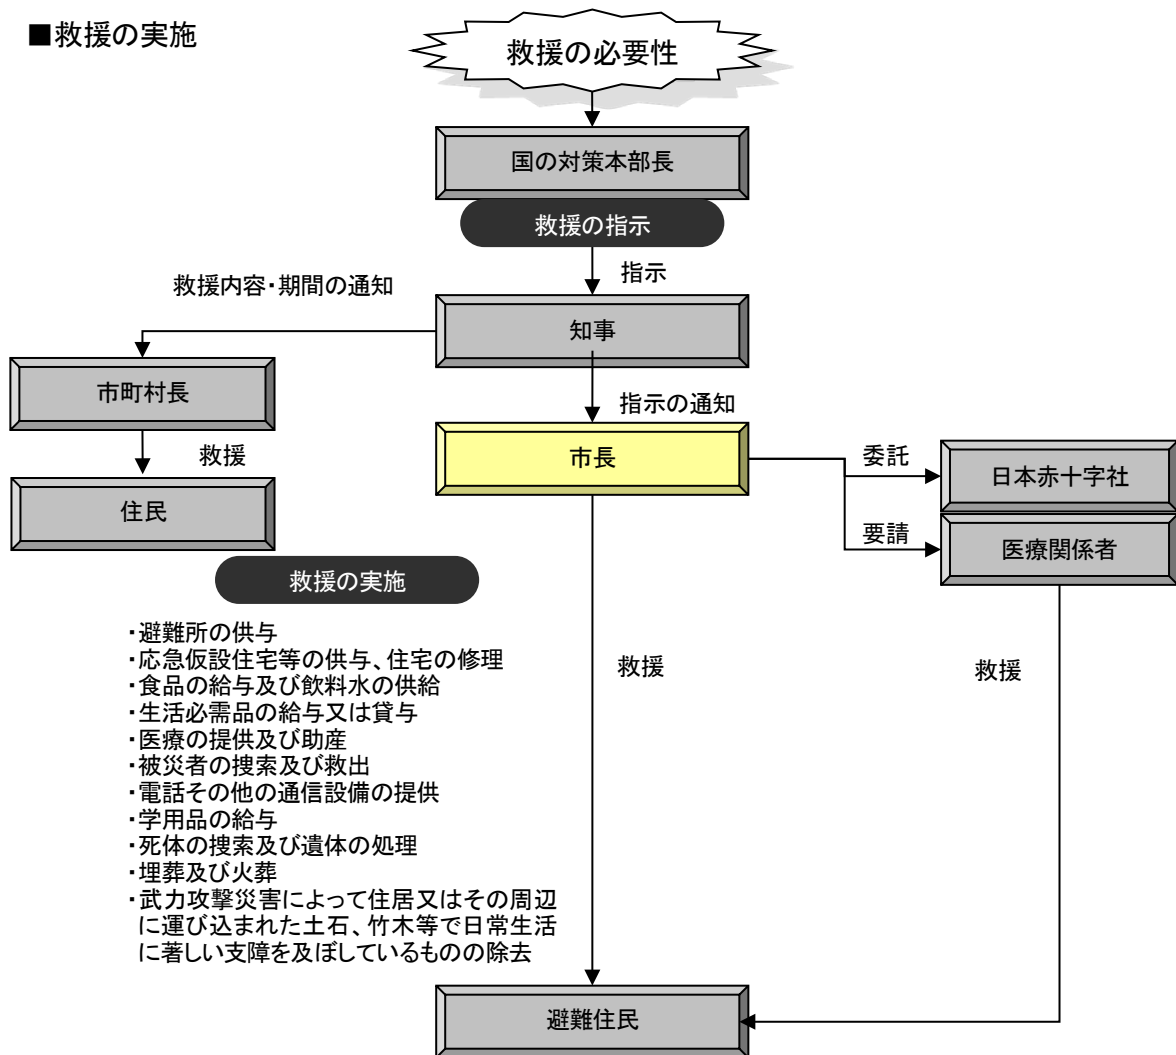 ■救援の実施
救援の必要性
国の対策本部長
救援の指示
指示
救援内容・期間の通知
知事
市町村長
指示の通知
救援
市長
委託
日本赤十字社
住民
要請
医療関係者
救援の実施
・避難所の供与
・応急仮設住宅等の供与、住宅の修理
・食品の給与及び飲料水の供給
・生活必需品の給与又は貸与
・医療の提供及び助産
・被災者の捜索及び救出
・電話その他の通信設備の提供
・学用品の給与
・死体の捜索及び遺体の処理
・埋葬及び火葬
・武力攻撃災害によって住居又はその周辺
に運び込まれた土石、竹木等で日常生活
に著しい支障を及ぼしているものの除去
救援
救援
避難住民